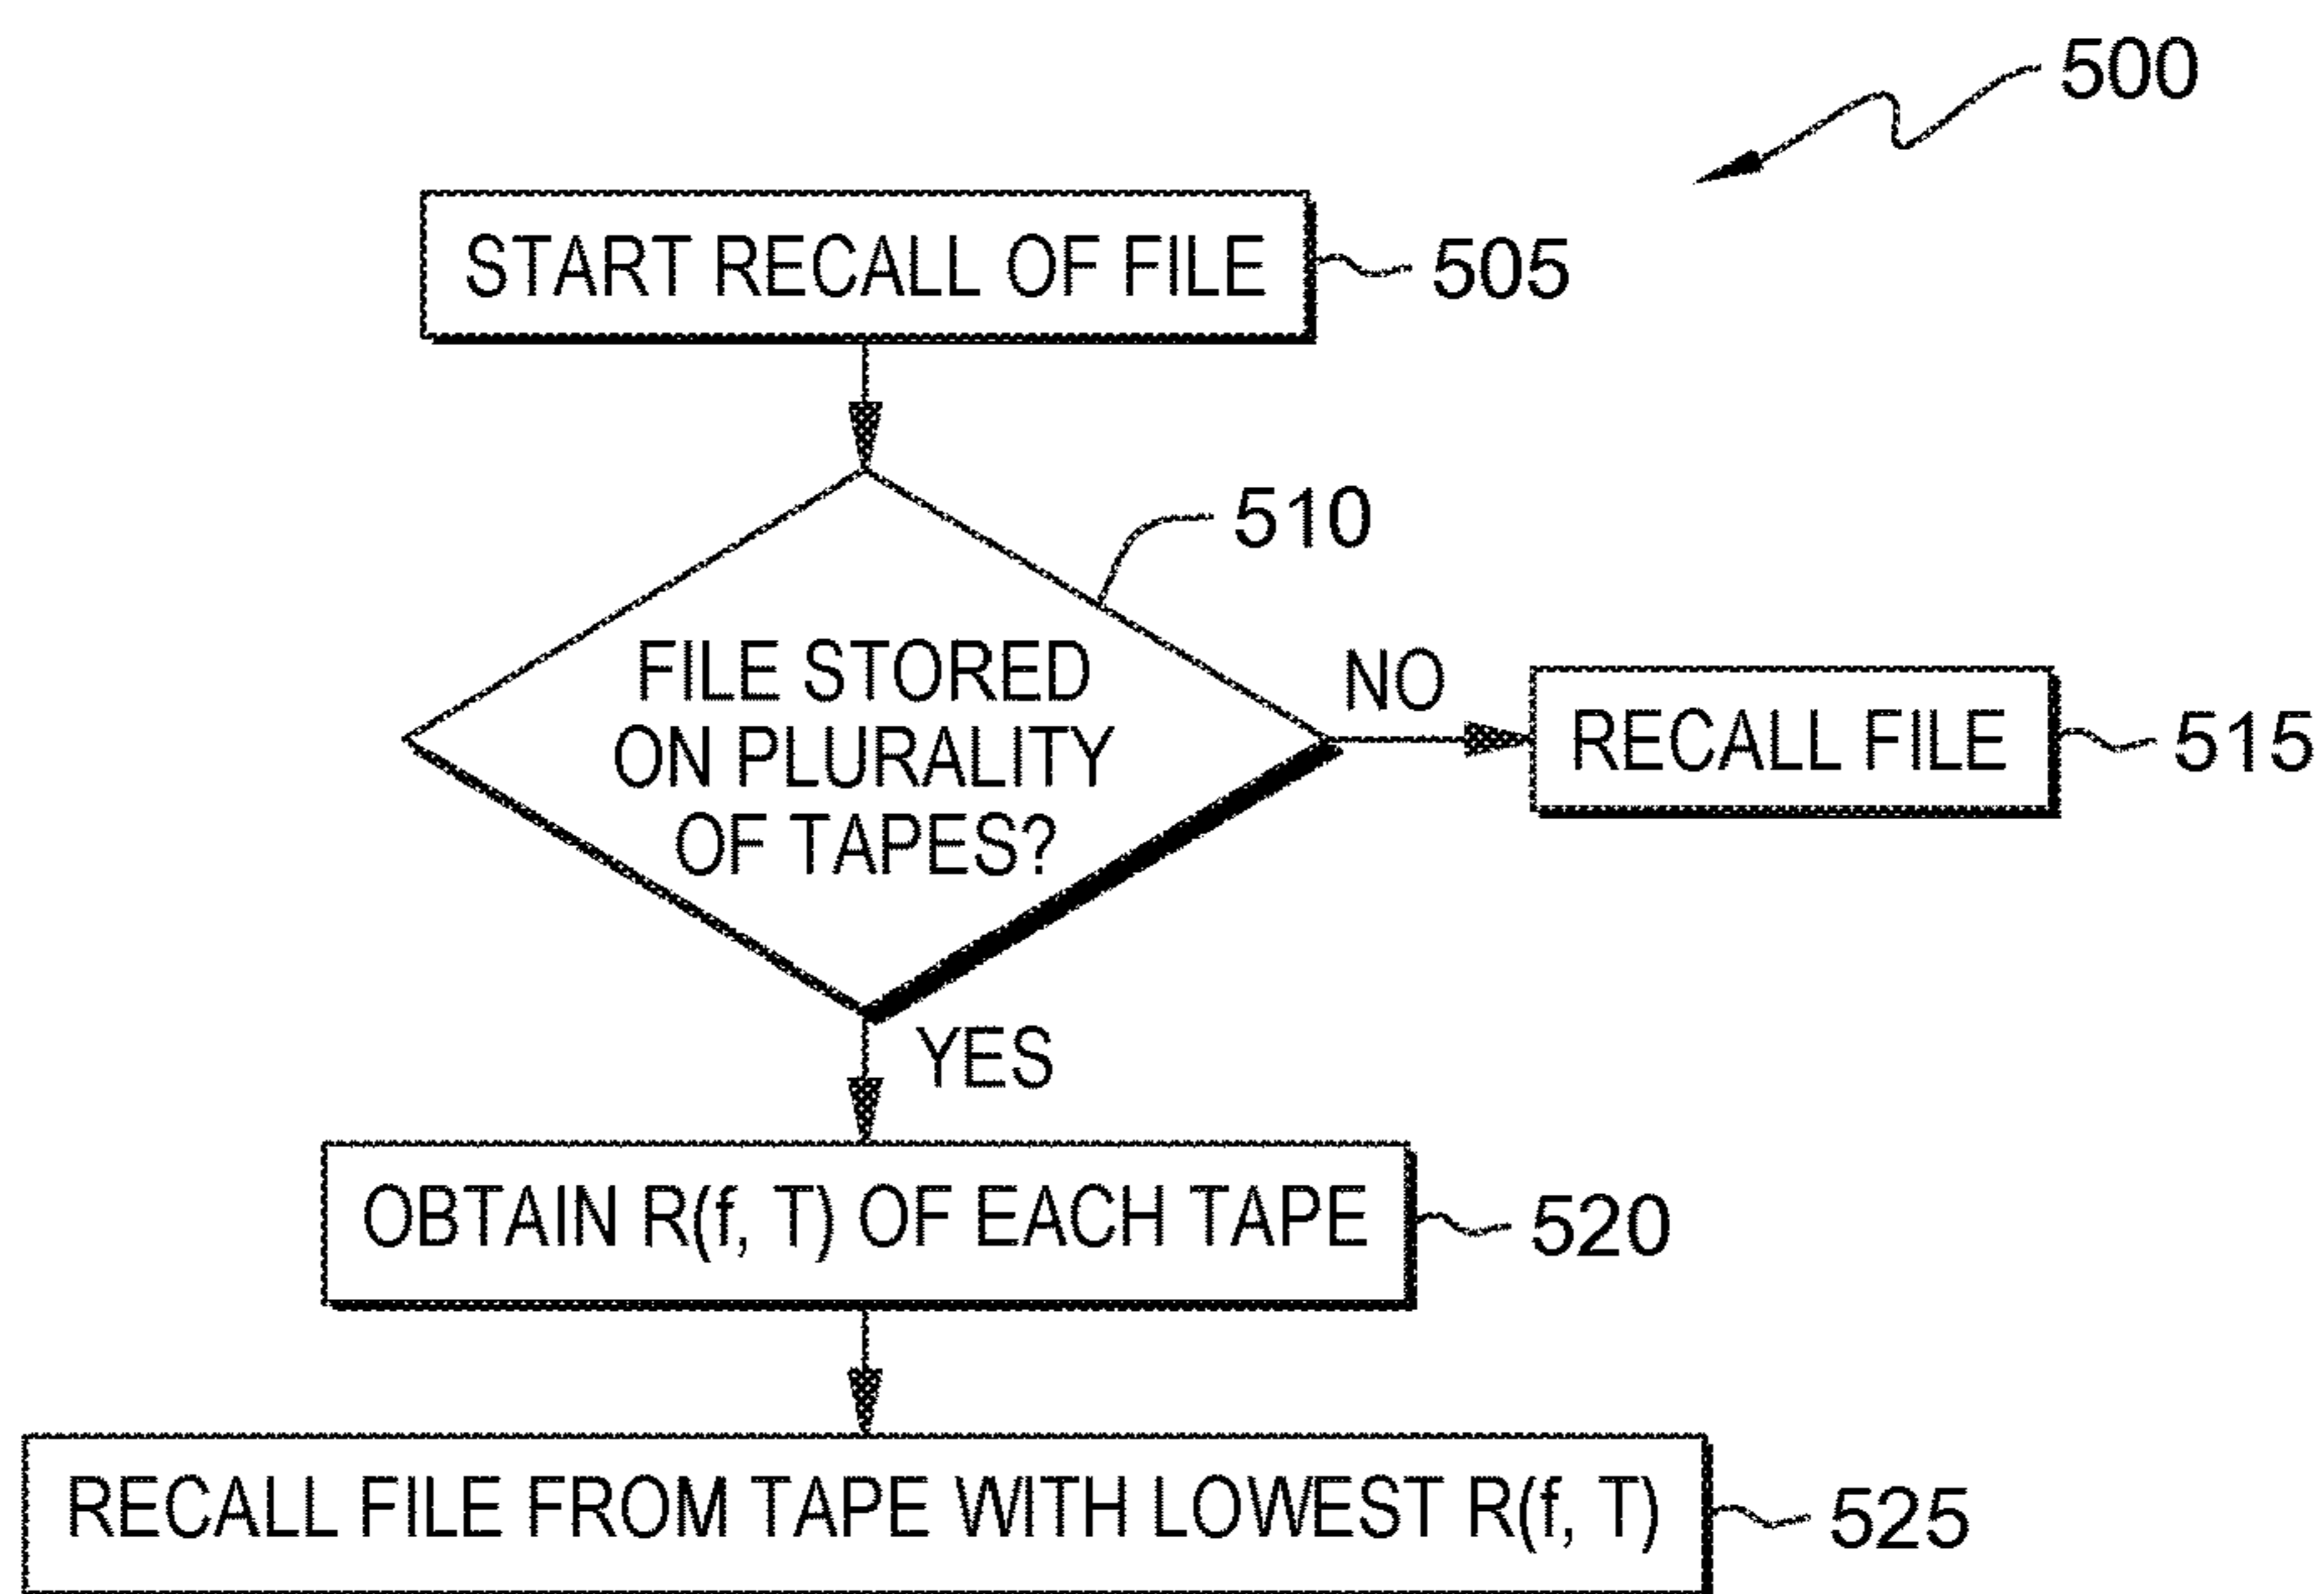 500
START RECALL OF FILE
505
510
FILE STORED
ON PLURALITY
OF TAPES?
NO
RECALL FILE
515
YES
OBTAIN R(f, T) OF EACH TAPE
520
RECALL FILE FROM TAPE WITH LOWEST R(f, T)
525